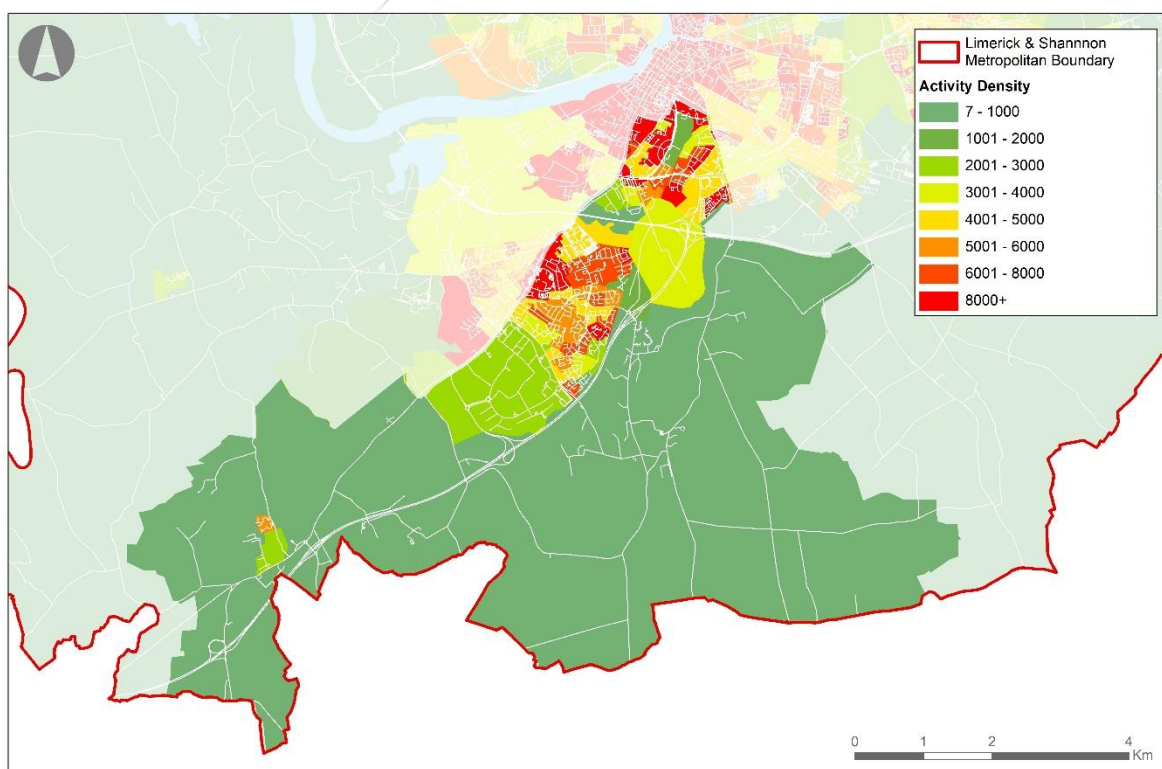 Limerick & Shannnon
Metropolitan Boundary
Activity Density
7 - 1000
1001 - 2000
2001 - 3000
3001 - 4000
4001 - 5000
5001 - 6000
6001 - 8000
8000+
0 1 2 4
Km